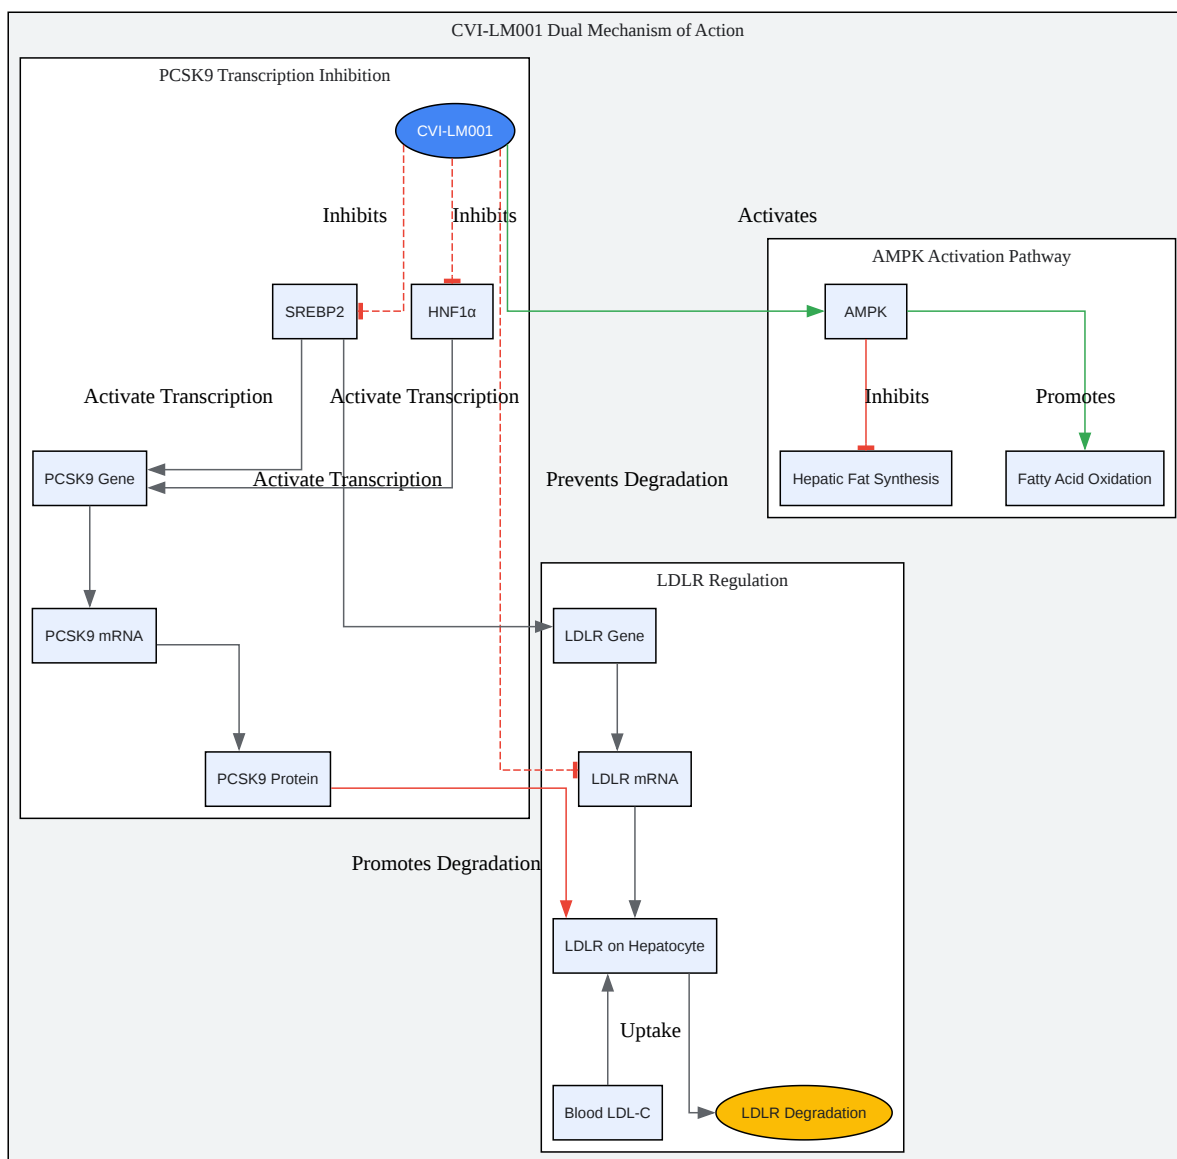 CVI-LM001 Dual Mechanism of Action
PCSK9 Transcription Inhibition
CVI-LM001
Inhibits
Inhibits
Activates
AMPK Activation Pathway
SREBP2
HNF1α
AMPK
Activate Transcription
Activate Transcription
Inhibits
Promotes
PCSK9 Gene
Activate Transcription
Prevents Degradation
Hepatic Fat Synthesis
Fatty Acid Oxidation
LDLR Regulation
PCSK9 mRNA
LDLR Gene
PCSK9 Protein
LDLR mRNA
Promotes Degradation
LDLR on Hepatocyte
Uptake
Blood LDL-C
LDLR Degradation